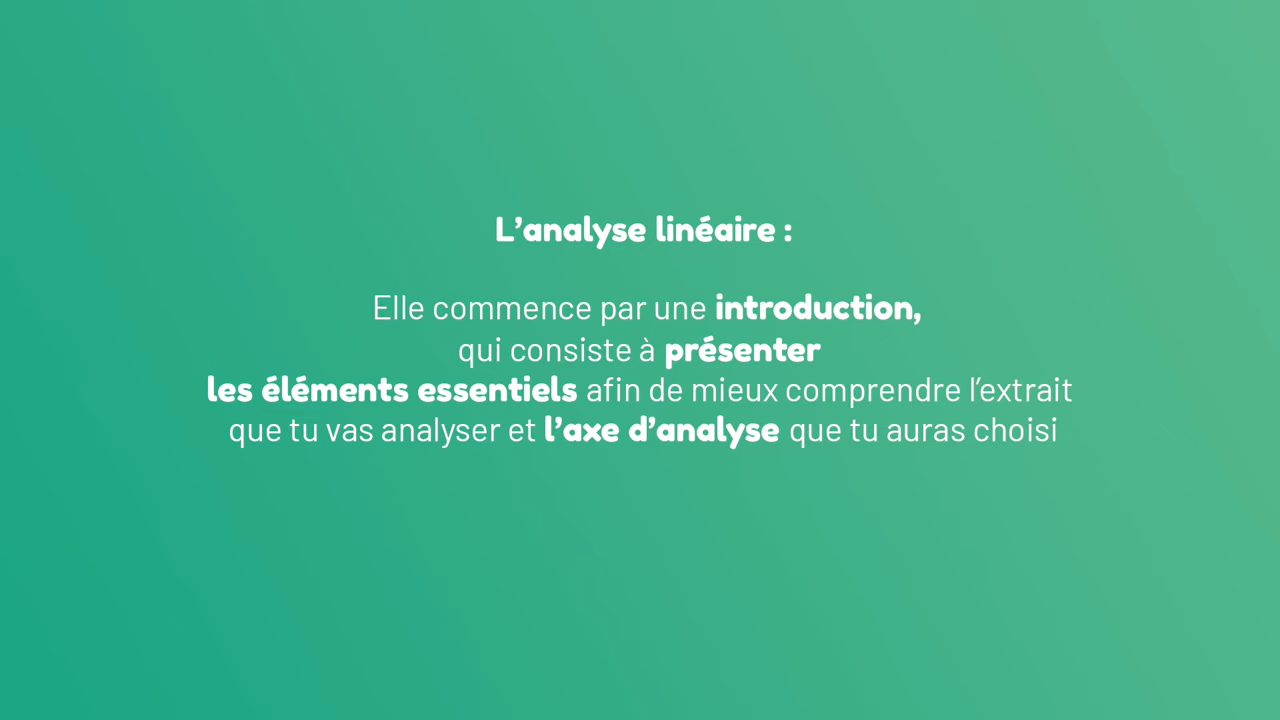 L’analyse linéaire :
Elle commence par une introduction,
qui consiste à présenter
les éléments essentiels afin de mieux comprendre l’extrait
que tu vas analyser et l’axe d’analyse que tu auras choisi